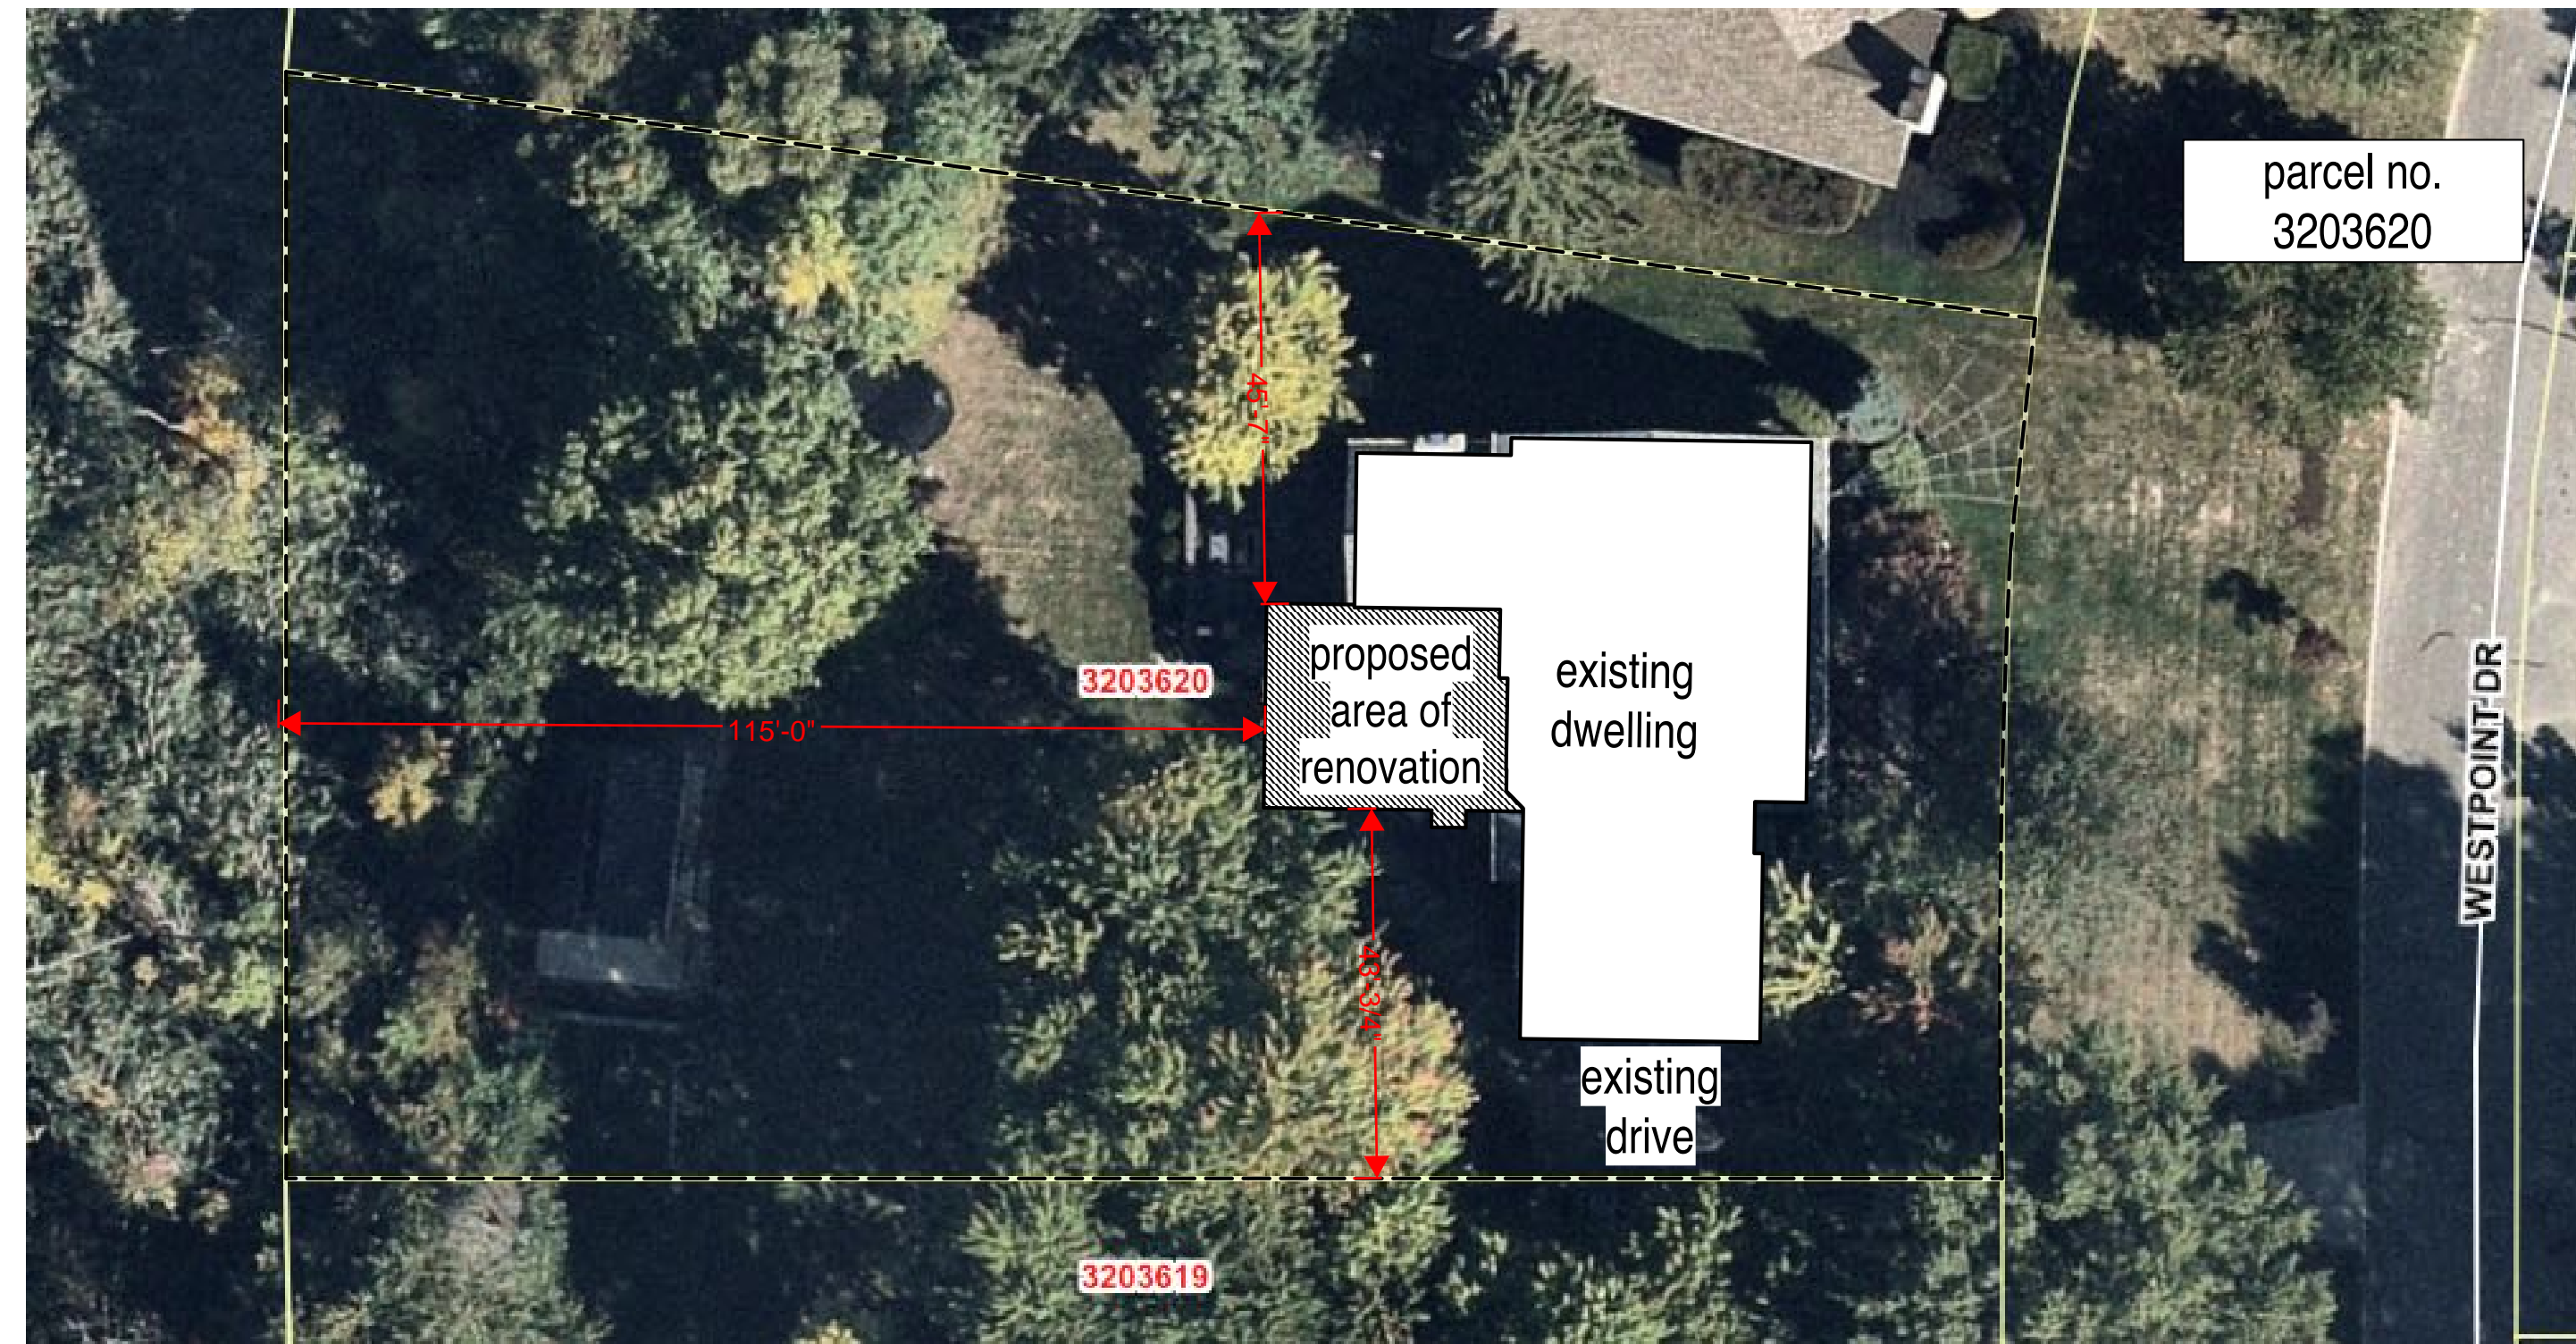 parcel no.
3203620
45'-7"
3203620
proposed
area of
renovation
existing
dwelling
115'-0"
WESTPOINT DR
43'-3/4"
existing
drive
3203619